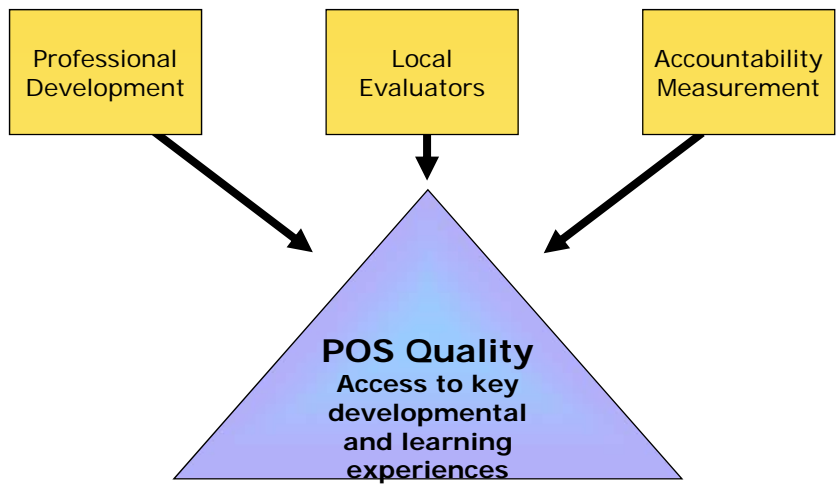 Professional
Development
Local
Evaluators
Accountability
Measurement
POS Quality
Access to key
developmental
and learning
experiences